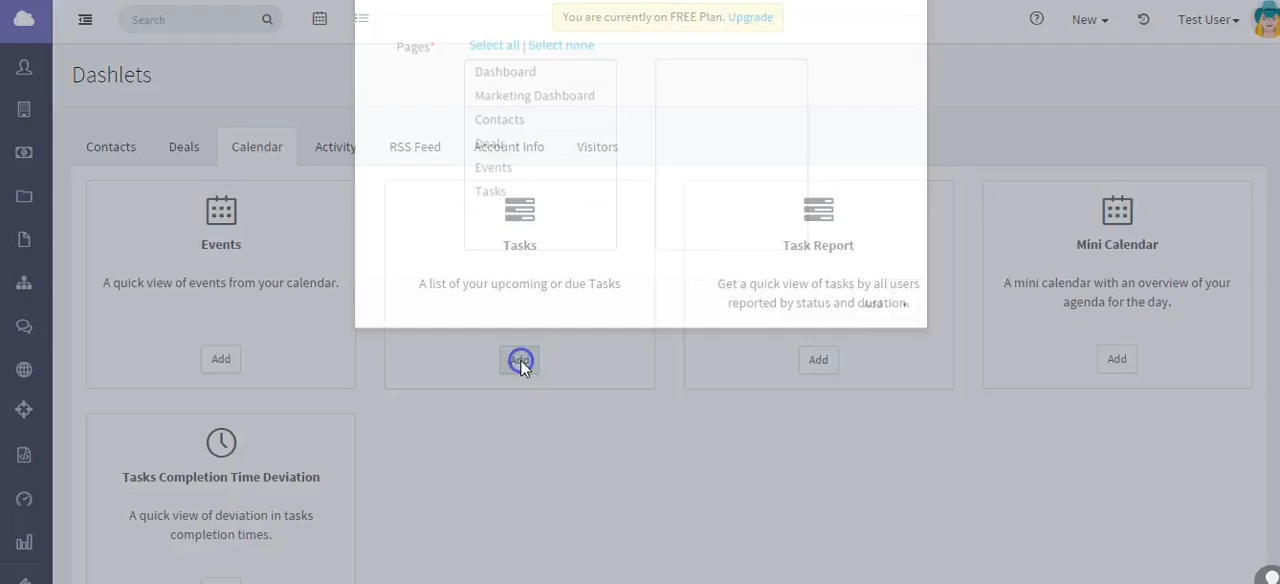 Search
You are currently on FREE Plan. Upgrade
New
Test User
Dashlets
Pages*
Select all | Select none
Dashboard
Marketing Dashboard
Contacts
Deals
Events
Tasks
Contacts
Deals
Calendar
Activity
RSS Feed
Account Info
Visitors
Events
A quick view of events from your calendar.
Add
Tasks
A list of your upcoming or due Tasks
Add
Task Report
Get a quick view of tasks by all users
reported by status and duration.
Add
Add
Mini Calendar
A mini calendar with an overview of your
agenda for the day.
Add
Tasks Completion Time Deviation
A quick view of deviation in tasks
completion times.